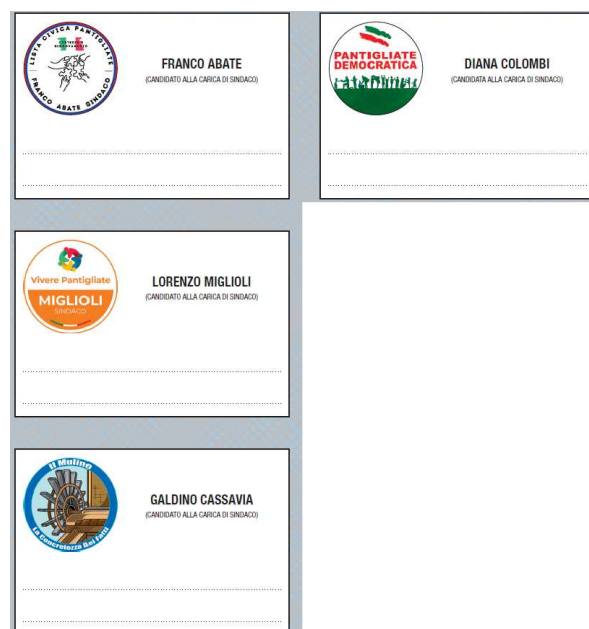 LISTA CIVICA PANTIGLIATE
CENTRODESTRA
FRANCO ABATE SINDACO
FRANCO ABATE
(CANDIDATO ALLA CARICA DI SINDACO)
PANTIGLIATE
DEMOCRATICA
DIANA COLOMBI
(CANDIDATA ALLA CARICA DI SINDACO)
Vivere Pantigliate
MIGLIOLI
SINDACO
LORENZO MIGLIOLI
(CANDIDATO ALLA CARICA DI SINDACO)
Il Mulino
La Concretezza Dei Fatti
GALDINO CASSAVIA
(CANDIDATO ALLA CARICA DI SINDACO)